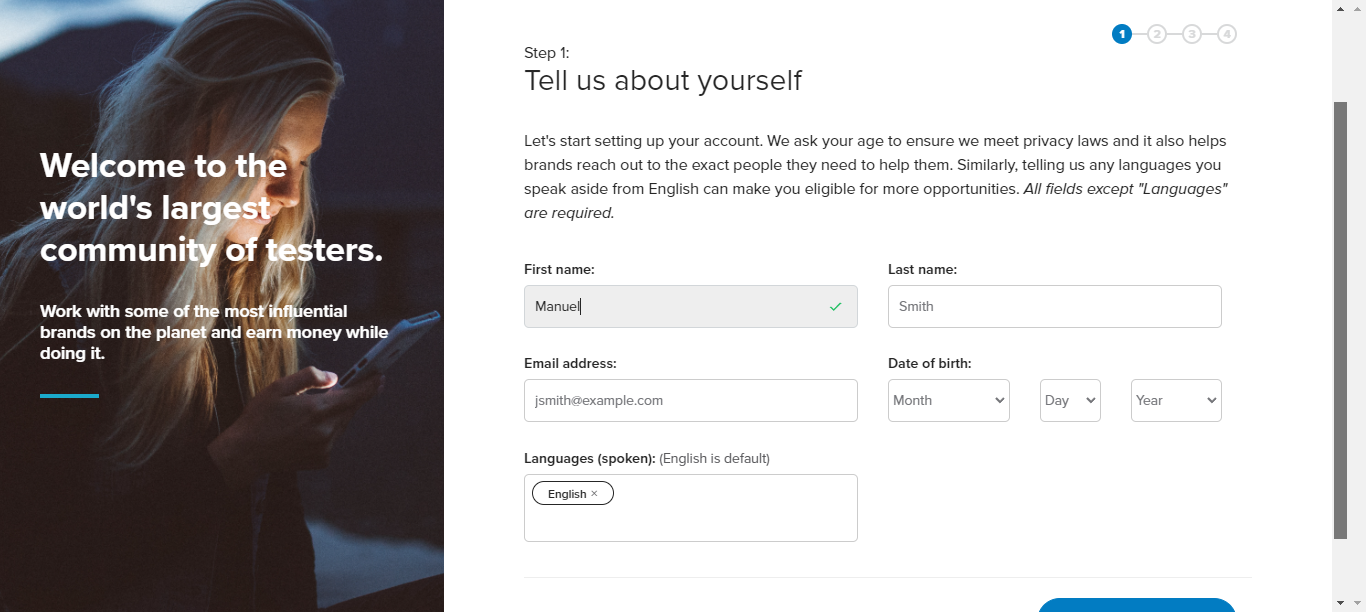 Welcome to the
world's largest
community of testers.
Work with some of the most influential
brands on the planet and earn money while
doing it.
1 2 3 4
Step 1:
Tell us about yourself
Let's start setting up your account. We ask your age to ensure we meet privacy laws and it also helps
brands reach out to the exact people they need to help them. Similarly, telling us any languages you
speak aside from English can make you eligible for more opportunities. All fields except "Languages"
are required.
First name:
Last name:
Manuel
Smith
Email address:
Date of birth:
jsmith@example.com
Month
Day
Year
Languages (spoken): (English is default)
English ×